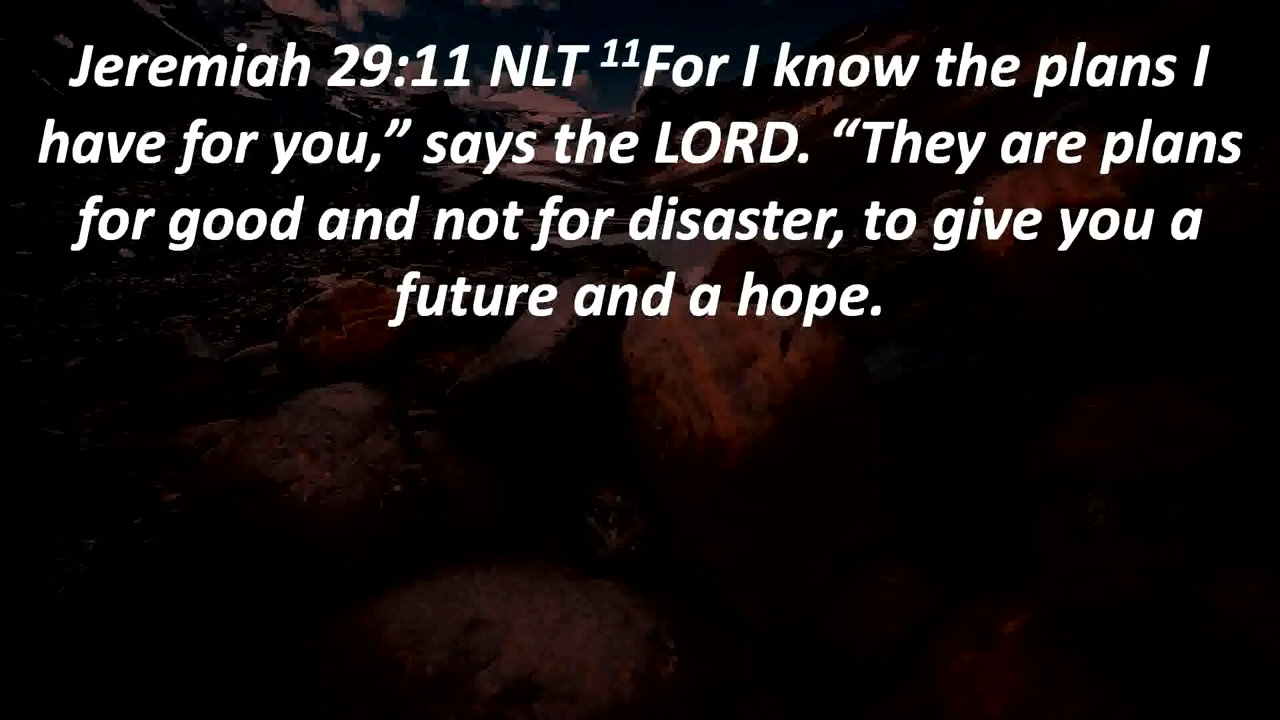 Jeremiah 29:11 NLT ¹¹For I know the plans I
have for you,” says the LORD. “They are plans
for good and not for disaster, to give you a
future and a hope.